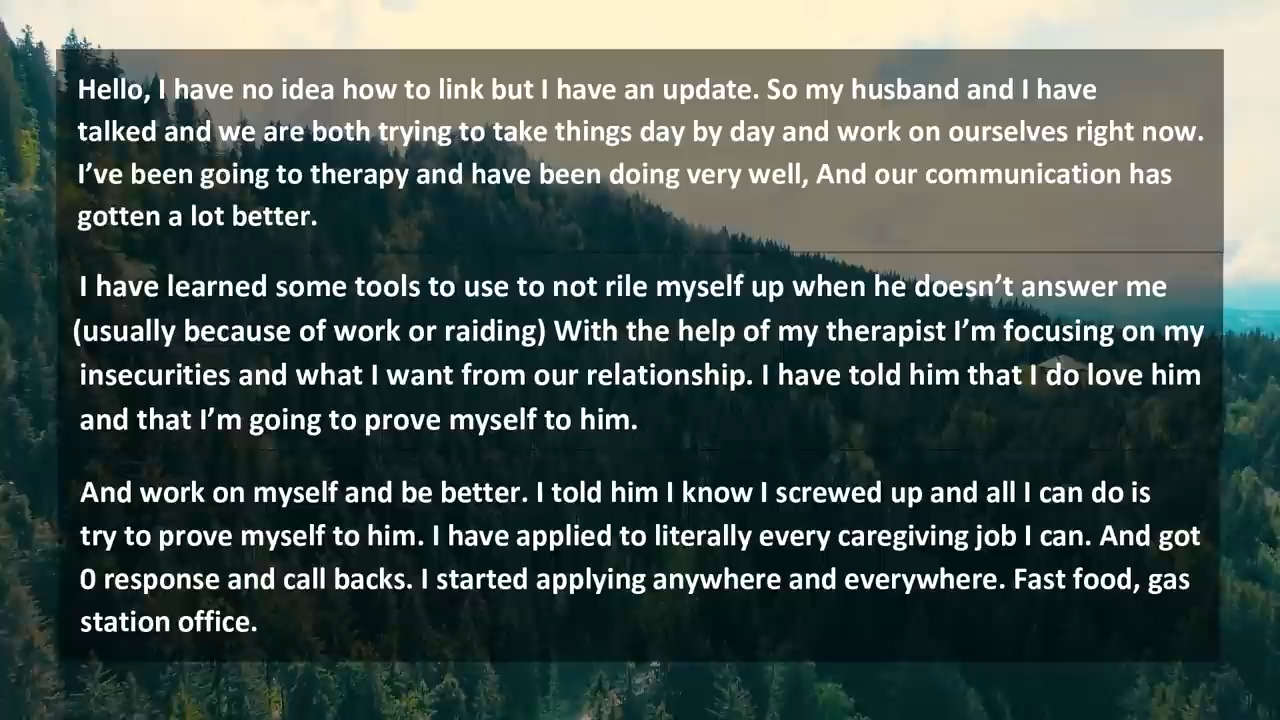 Hello, I have no idea how to link but I have an update. So my husband and I have
talked and we are both trying to take things day by day and work on ourselves right now.
I’ve been going to therapy and have been doing very well, And our communication has
gotten a lot better.
I have learned some tools to use to not rile myself up when he doesn’t answer me
(usually because of work or raiding) With the help of my therapist I’m focusing on my
insecurities and what I want from our relationship. I have told him that I do love him
and that I’m going to prove myself to him.
And work on myself and be better. I told him I know I screwed up and all I can do is
try to prove myself to him. I have applied to literally every caregiving job I can. And got
0 response and call backs. I started applying anywhere and everywhere. Fast food, gas
station office.